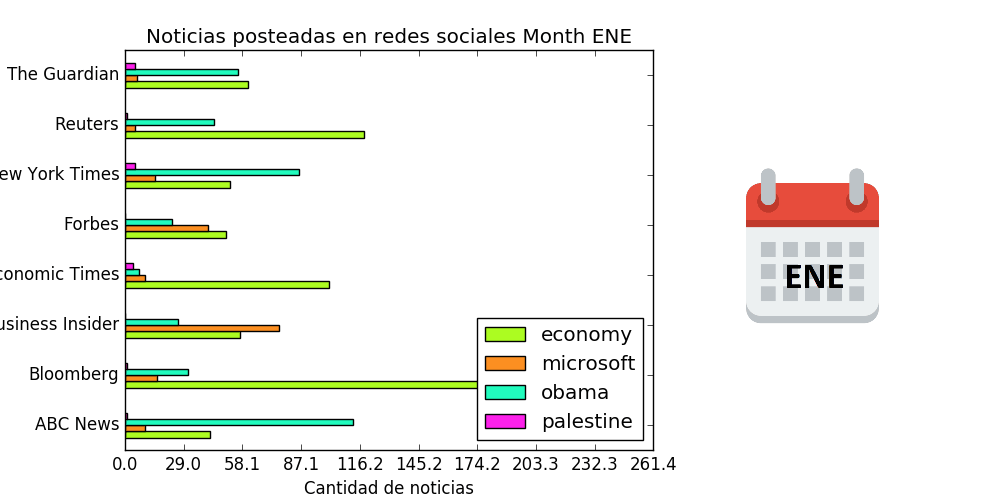 Noticias posteadas en redes sociales Month ENE
The Guardian
Reuters
ew York Times
Forbes
conomic Times
usiness Insider
Bloomberg
ABC News
economy
microsoft
obama
palestine
0.0 29.0 58.1 87.1 116.2 145.2 174.2 203.3 232.3 261.4
Cantidad de noticias
ENE